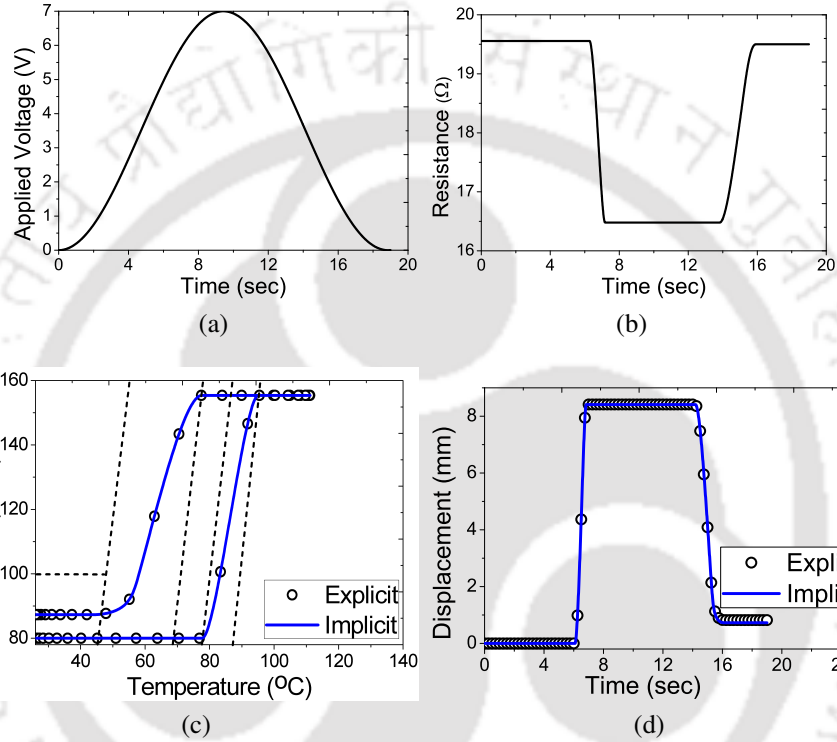 Applied Voltage (V)
7
6
5
4
3
2
1
0
0 4 8 12 16 20
Time (sec)
(a)
Resistance (Ω)
20
19
18
17
16
0 4 8 12 16 20
Time (sec)
(b)
160
140
120
100
80
40 60 80 100 120 140
Explicit
Implicit
Temperature (ºC)
(c)
Displacement (mm)
8
6
4
2
0
0 4 8 12 16 20
Expli
Implic
Time (sec)
(d)